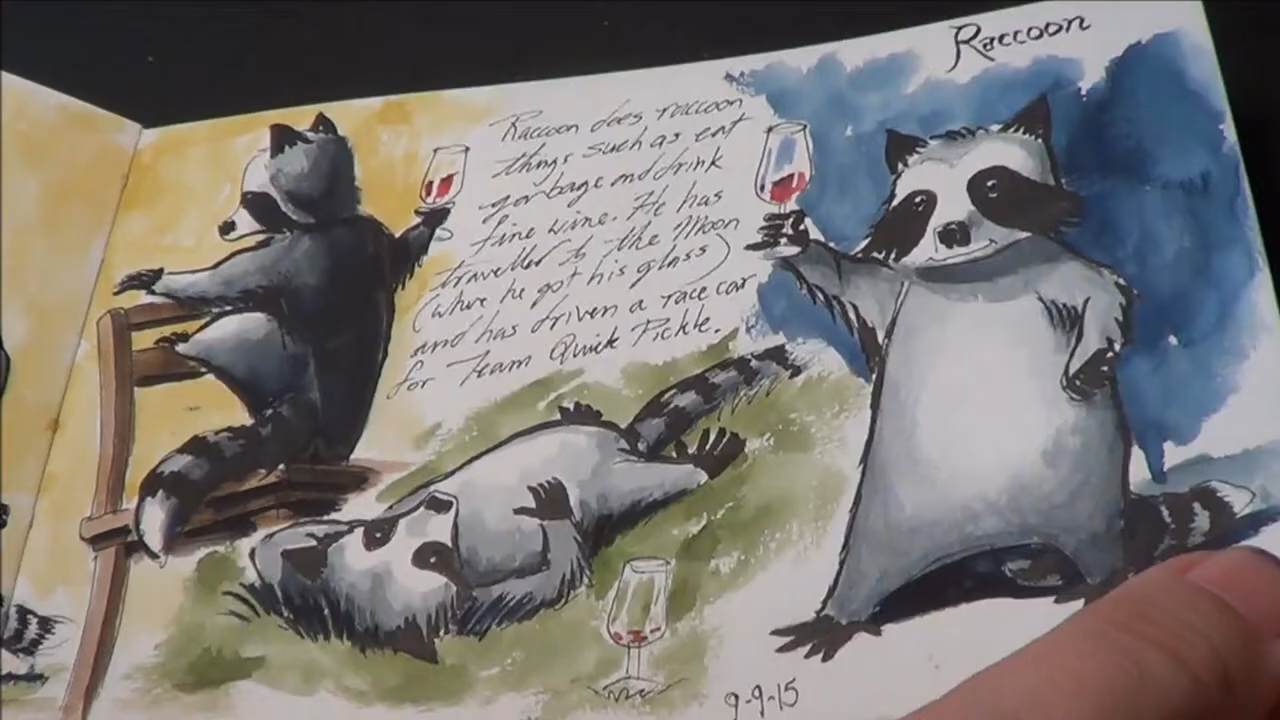 Raccoon
Raccoon does raccoon
things such as eat
garbage and drink
fine wine. He has
traveller to the Moon
(where he got his glass)
and has driven a race car
for Team Quick Pickle.
9-9-15